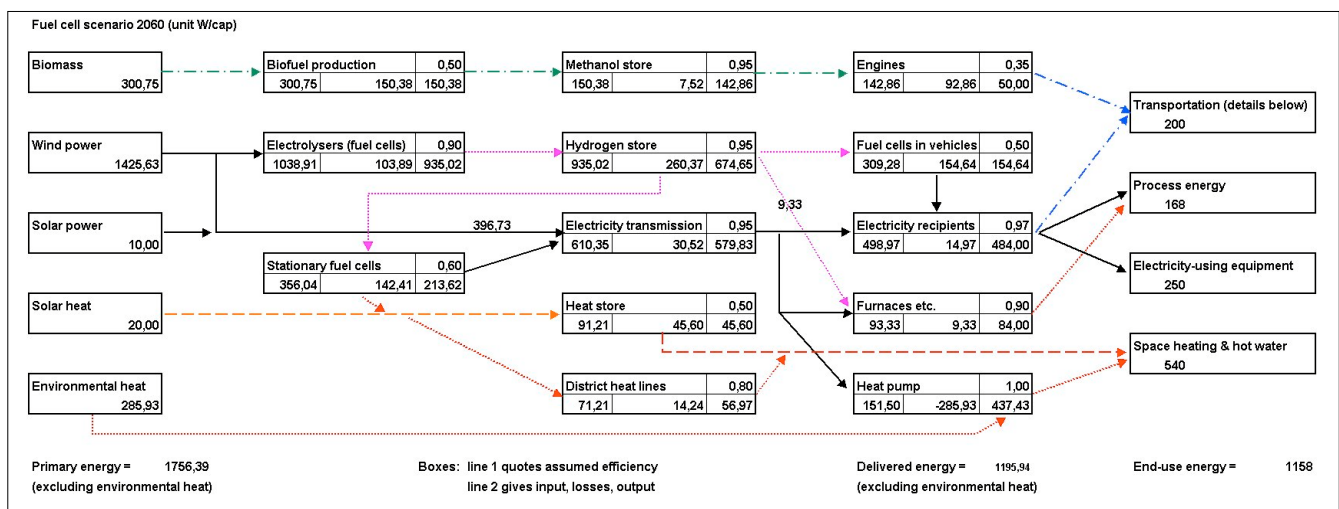 Fuel cell scenario 2060 (unit W/cap)
Biomass
300,75
Biofuel production 0,50
300,75 150,38 150,38
Methanol store 0,95
150,38 7,52 142,86
Engines 0,35
142,86 92,86 50,00
Transportation (details below)
200
Wind power
1425,63
Electrolysers (fuel cells) 0,90
1038,91 103,89 935,02
Hydrogen store 0,95
935,02 260,37 674,65
Fuel cells in vehicles 0,50
309,28 154,64 154,64
Process energy
168
9,33
Solar power
10,00
396,73
Electricity transmission 0,95
610,35 30,52 579,83
Electricity recipients 0,97
498,97 14,97 484,00
Electricity-using equipment
250
Stationary fuel cells 0,60
356,04 142,41 213,62
Solar heat
20,00
Heat store 0,50
91,21 45,60 45,60
Furnaces etc. 0,90
93,33 9,33 84,00
Space heating & hot water
540
Environmental heat
285,93
District heat lines 0,80
71,21 14,24 56,97
Heat pump 1,00
151,50 -285,93 437,43
Primary energy = 1756,39
(excluding environmental heat)
Boxes: line 1 quotes assumed efficiency
line 2 gives input, losses, output
Delivered energy = 1195,94
(excluding environmental heat)
End-use energy = 1158